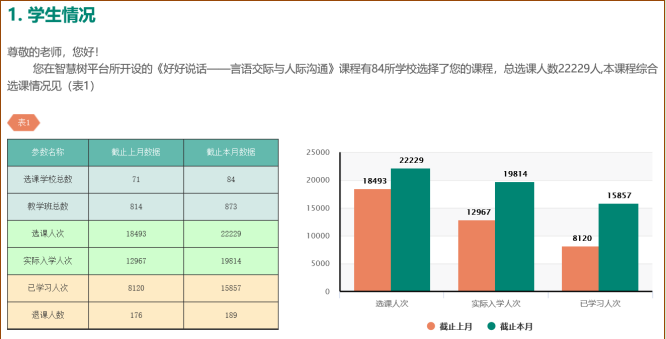 1. 学生情况
尊敬的老师，您好！
您在智慧树平台所开设的《好好说话——言语交际与人际沟通》课程有84所学校选择了您的课程，总选课人数22229人,本课程综合
选课情况见（表1）
表1
参数名称 截止上月数据 截止本月数据
选课学校总数 71 84
教学班总数 814 873
选课人次 18493 22229
实际入学人次 12967 19814
已学习人次 8120 15857
退课人数 176 189
25000
20000
15000
10000
5000
0
18493 22229
12967 19814
8120 15857
选课人次 实际入学人次 已学习人次
截止上月 截止本月